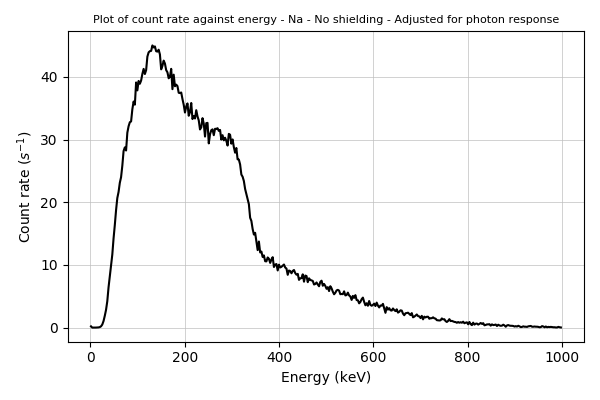 Plot of count rate against energy - Na - No shielding - Adjusted for photon response
Count rate (s⁻¹)
40
30
20
10
0
0 200 400 600 800 1000
Energy (keV)